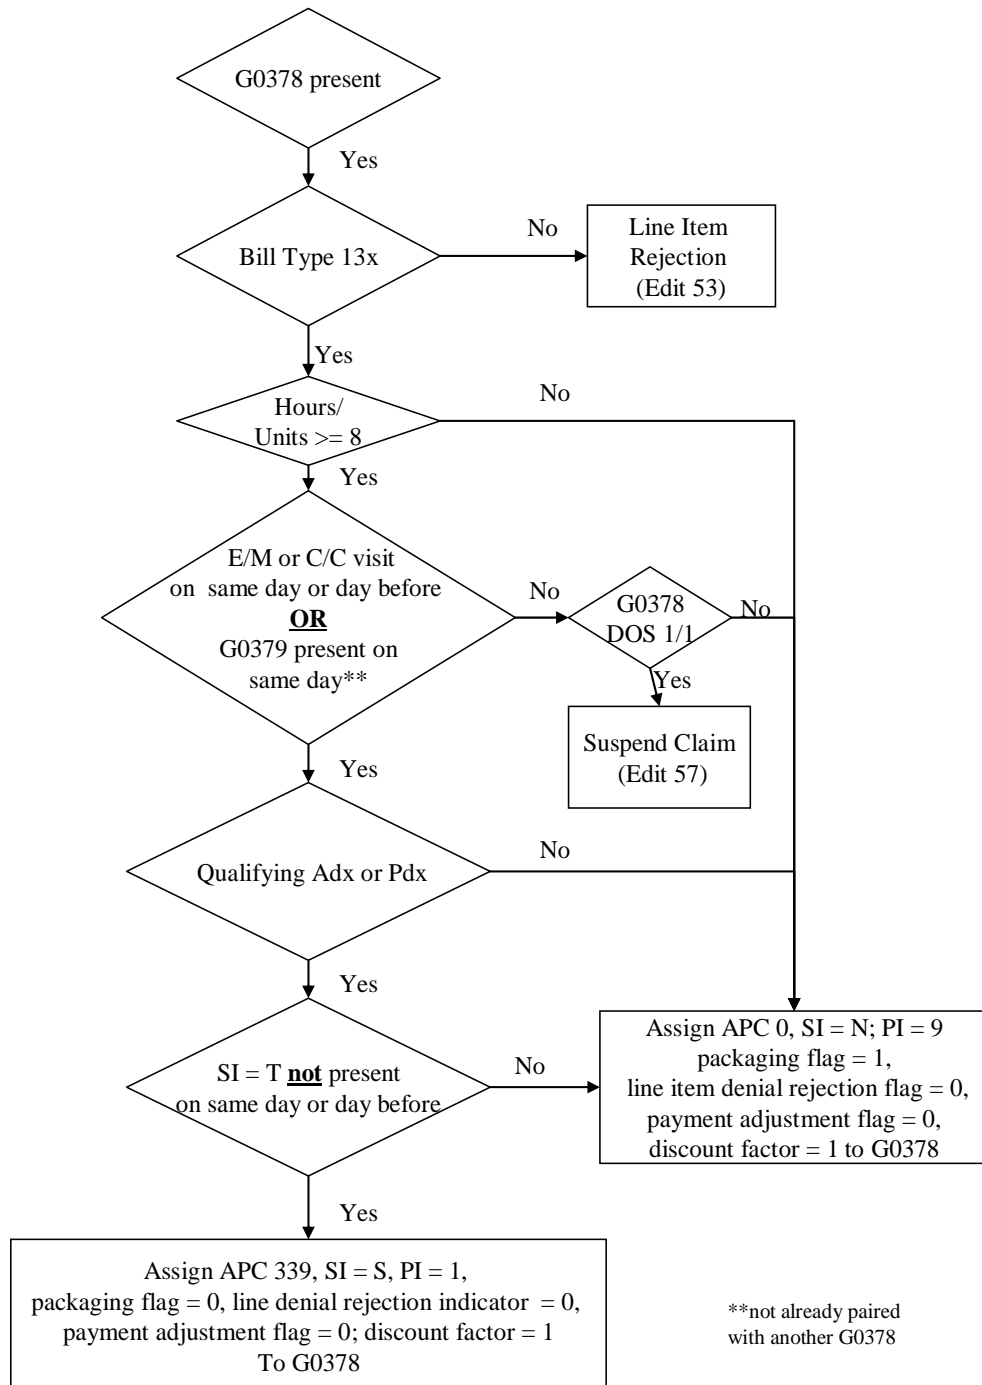 G0378 present
Yes
Bill Type 13x
No
Line Item
Rejection
(Edit 53)
Yes
Hours/
Units >= 8
No
Yes
E/M or C/C visit
on same day or day before
OR
G0379 present on
same day**
No
G0378
DOS 1/1
No
Yes
Suspend Claim
(Edit 57)
Yes
Qualifying Adx or Pdx
No
Yes
SI = T not present
on same day or day before
No
Assign APC 0, SI = N; PI = 9
packaging flag = 1,
line item denial rejection flag = 0,
payment adjustment flag = 0,
discount factor = 1 to G0378
Yes
Assign APC 339, SI = S, PI = 1,
packaging flag = 0, line denial rejection indicator = 0,
payment adjustment flag = 0; discount factor = 1
To G0378
**not already paired
with another G0378